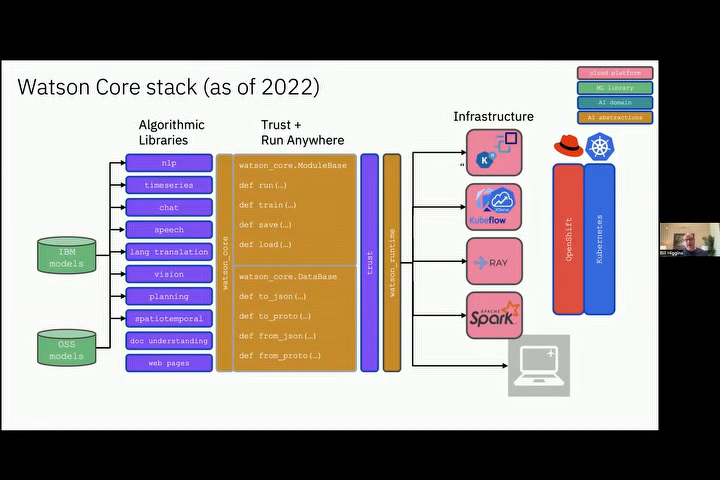 Watson Core stack (as of 2022)
cloud platform
ML library
AI domain
AI abstractions
Algorithmic
Libraries
Trust +
Run Anywhere
Infrastructure
IBM
models
OSS
models
nlp
timeseries
chat
speech
lang translation
vision
planning
spatiotemporal
doc understanding
web pages
watson_core
watson_core.ModuleBase
def run(…)
def train(…)
def save(…)
def load(…)
watson_core.DataBase
def to_json(…)
def to_proto(…)
def from_json(…)
def from_proto(…)
trust
watson_runtime
K
Kubeflow
RAY
APACHE
Spark
OpenShift
Kubernetes
Bill Higgins